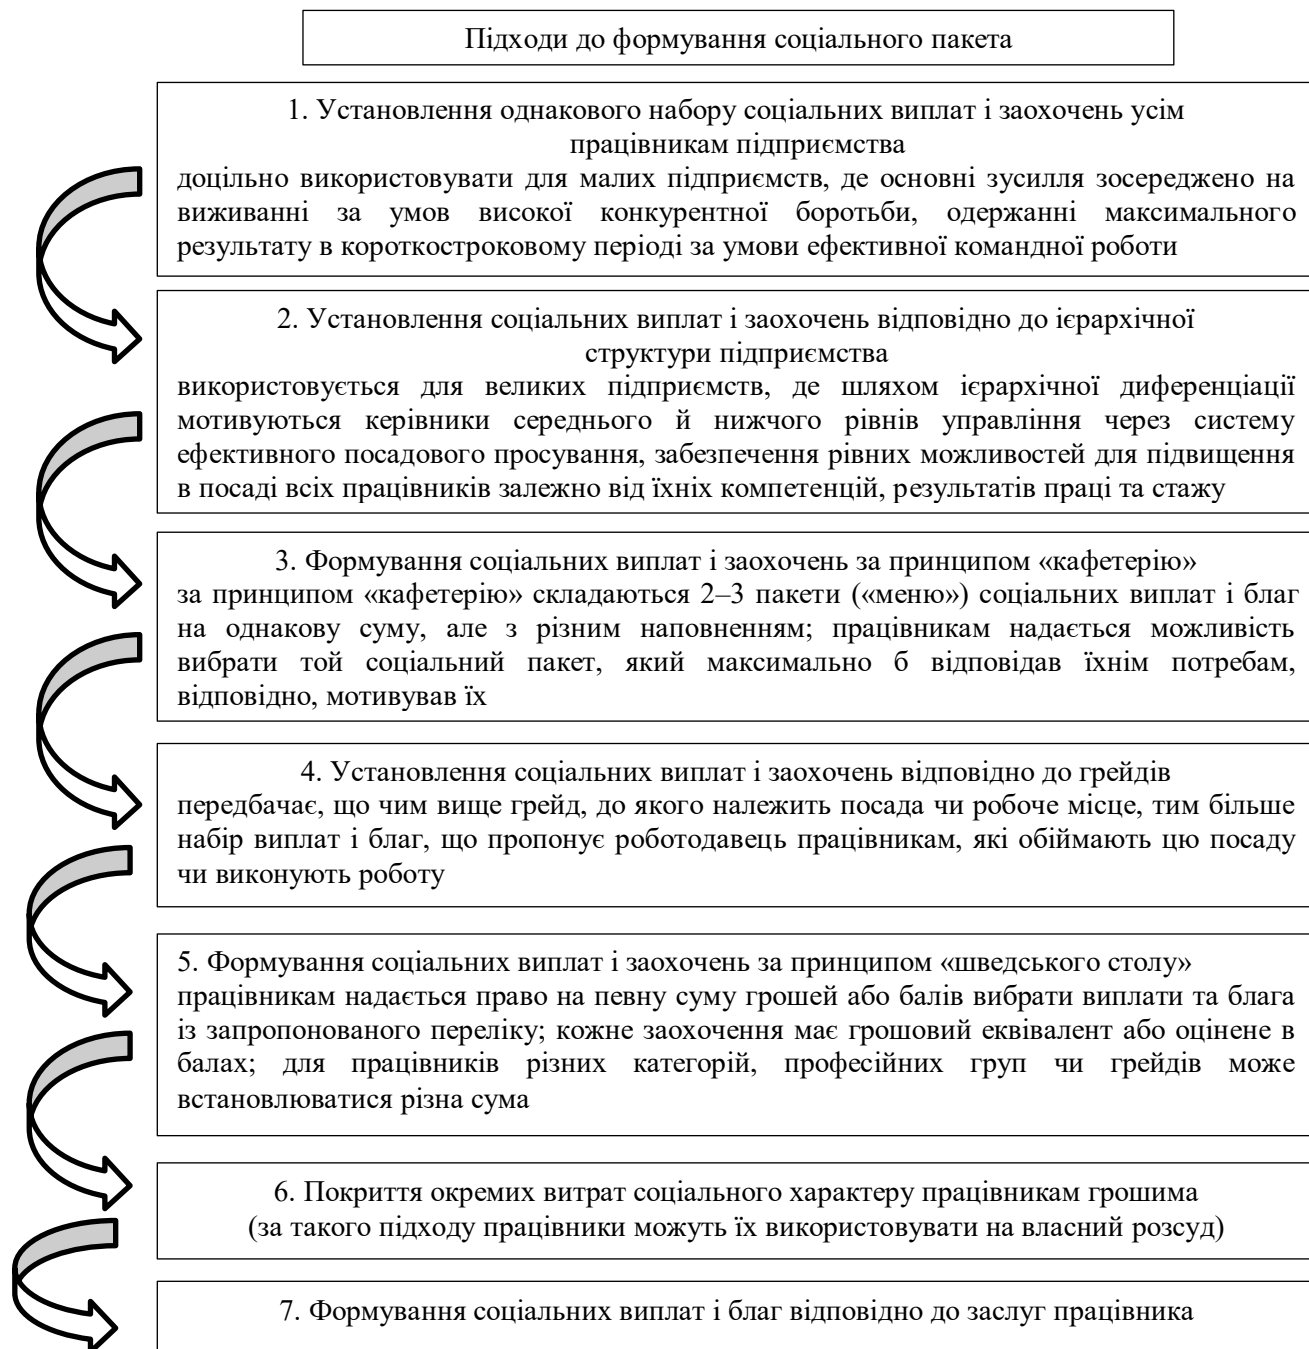 Підходи до формування соціального пакета
1. Установлення однакового набору соціальних виплат і заохочень усім
працівникам підприємства
доцільно використовувати для малих підприємств, де основні зусилля зосереджено на
виживанні за умов високої конкурентної боротьби, одержанні максимального
результату в короткостроковому періоді за умови ефективної командної роботи
2. Установлення соціальних виплат і заохочень відповідно до ієрархічної
структури підприємства
використовується для великих підприємств, де шляхом ієрархічної диференціації
мотивуються керівники середнього й нижчого рівнів управління через систему
ефективного посадового просування, забезпечення рівних можливостей для підвищення
в посаді всіх працівників залежно від їхніх компетенцій, результатів праці та стажу
3. Формування соціальних виплат і заохочень за принципом «кафетерію»
за принципом «кафетерію» складаються 2–3 пакети («меню») соціальних виплат і благ
на однакову суму, але з різним наповненням; працівникам надається можливість
вибрати той соціальний пакет, який максимально б відповідав їхнім потребам,
відповідно, мотивував їх
4. Установлення соціальних виплат і заохочень відповідно до грейдів
передбачає, що чим вище грейд, до якого належить посада чи робоче місце, тим більше
набір виплат і благ, що пропонує роботодавець працівникам, які обіймають цю посаду
чи виконують роботу
5. Формування соціальних виплат і заохочень за принципом «шведського столу»
працівникам надається право на певну суму грошей або балів вибрати виплати та блага
із запропонованого переліку; кожне заохочення має грошовий еквівалент або оцінене в
балах; для працівників різних категорій, професійних груп чи грейдів може
встановлюватися різна сума
6. Покриття окремих витрат соціального характеру працівникам грошима
(за такого підходу працівники можуть їх використовувати на власний розсуд)
7. Формування соціальних виплат і благ відповідно до заслуг працівника